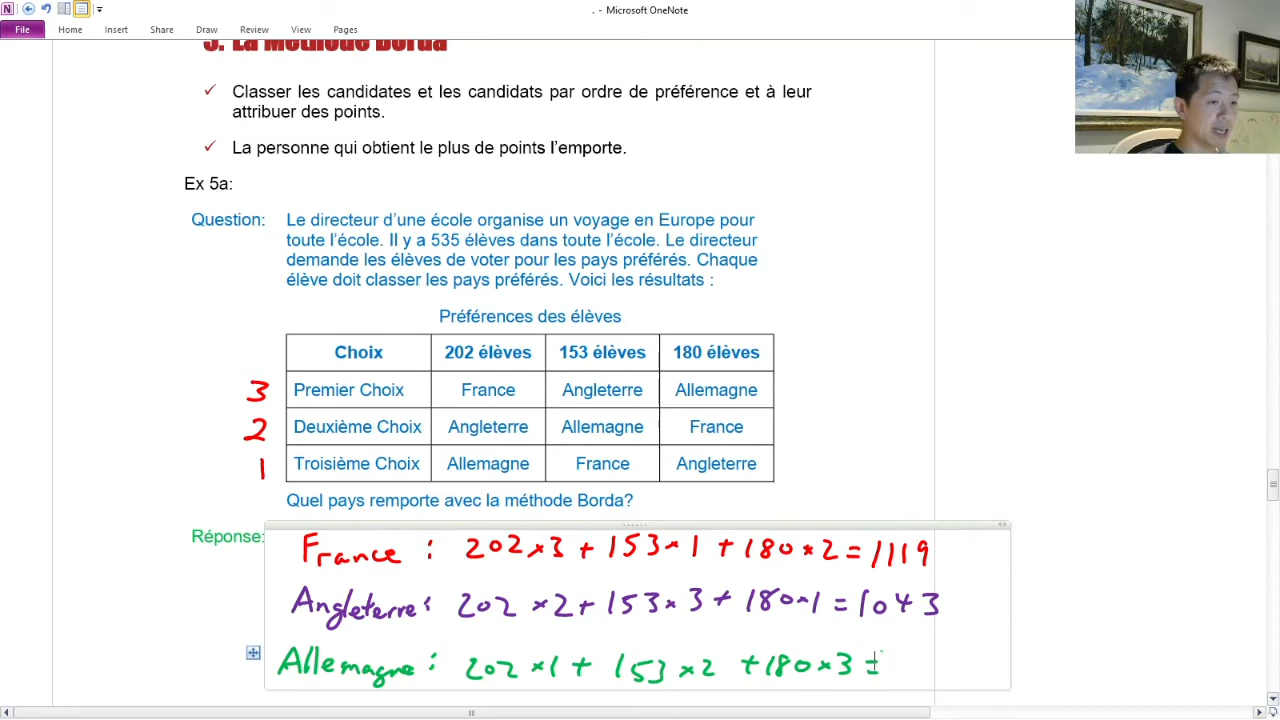 . - Microsoft OneNote
File Home Insert Share Draw Review View Pages
3. La Méthode Borda
✓ Classer les candidates et les candidats par ordre de préférence et à leur
attribuer des points.
✓ La personne qui obtient le plus de points l'emporte.
Ex 5a:
Question: Le directeur d'une école organise un voyage en Europe pour
toute l'école. Il y a 535 élèves dans toute l'école. Le directeur
demande les élèves de voter pour les pays préférés. Chaque
élève doit classer les pays préférés. Voici les résultats :
Préférences des élèves
Choix 202 élèves 153 élèves 180 élèves
3 Premier Choix France Angleterre Allemagne
2 Deuxième Choix Angleterre Allemagne France
1 Troisième Choix Allemagne France Angleterre
Quel pays remporte avec la méthode Borda?
Réponse:
France : 202×3 + 153×1 + 180×2 = 1119
Angleterre : 202×2 + 153×3 + 180×1 = 1043
Allemagne : 202×1 + 153×2 + 180×3 =